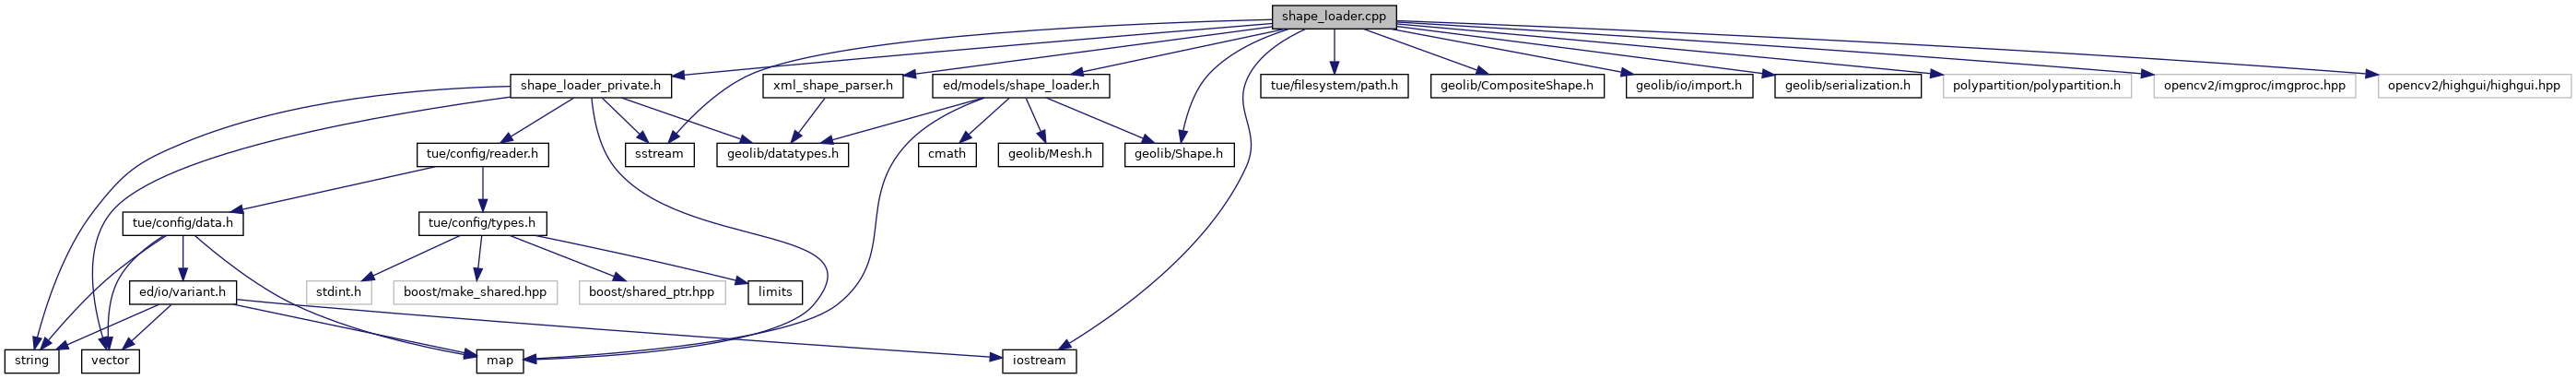 shape_loader.cpp
shape_loader_private.h
xml_shape_parser.h
ed/models/shape_loader.h
tue/filesystem/path.h
geolib/CompositeShape.h
geolib/io/import.h
geolib/serialization.h
polypartition/polypartition.h
opencv2/imgproc/imgproc.hpp
opencv2/highgui/highgui.hpp
tue/config/reader.h
sstream
geolib/datatypes.h
cmath
geolib/Mesh.h
geolib/Shape.h
tue/config/data.h
tue/config/types.h
ed/io/variant.h
stdint.h
boost/make_shared.hpp
boost/shared_ptr.hpp
limits
string
vector
map
iostream